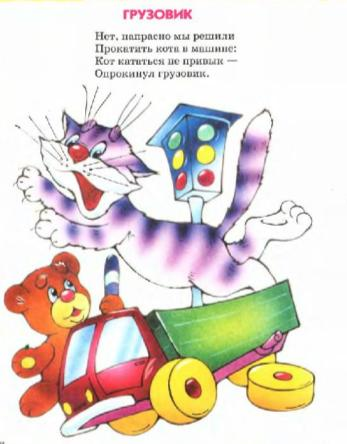 ГРУЗОВИК
Нет, напрасно мы решили
Прокатить кота в машине:
Кот кататься не привык —
Опрокинул грузовик.